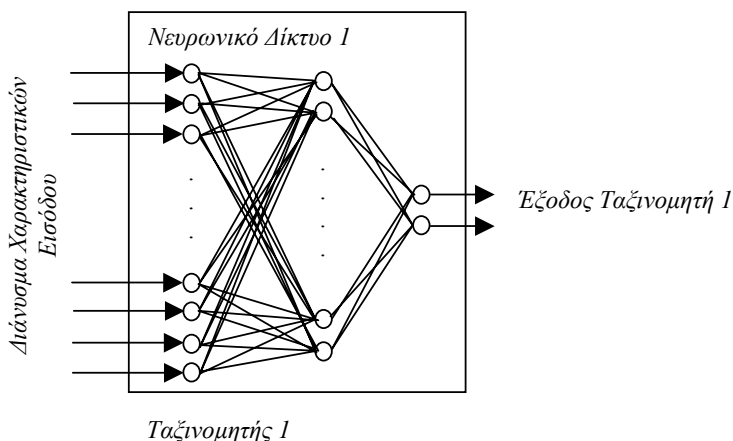 Νευρωνικό Δίκτυο 1
Διάνυσμα Χαρακτηριστικών
Εισόδου
Έξοδος Ταξινομητή 1
Ταξινομητής 1